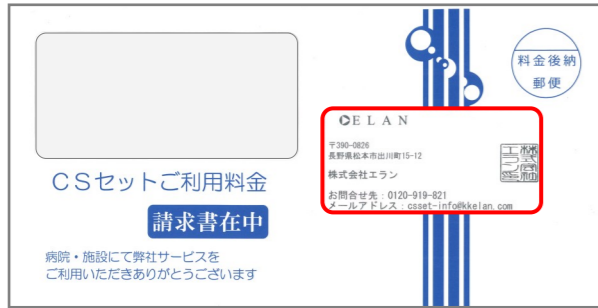 料金後納
郵便
ELAN
〒390-0826
長野県松本市出川町15-12
株式会社エラン
お問合せ先：0120-919-821
メールアドレス：csset-info@kkelan.com
CSセットご利用料金
請求書在中
病院・施設にて弊社サービスを
ご利用いただきありがとうございます